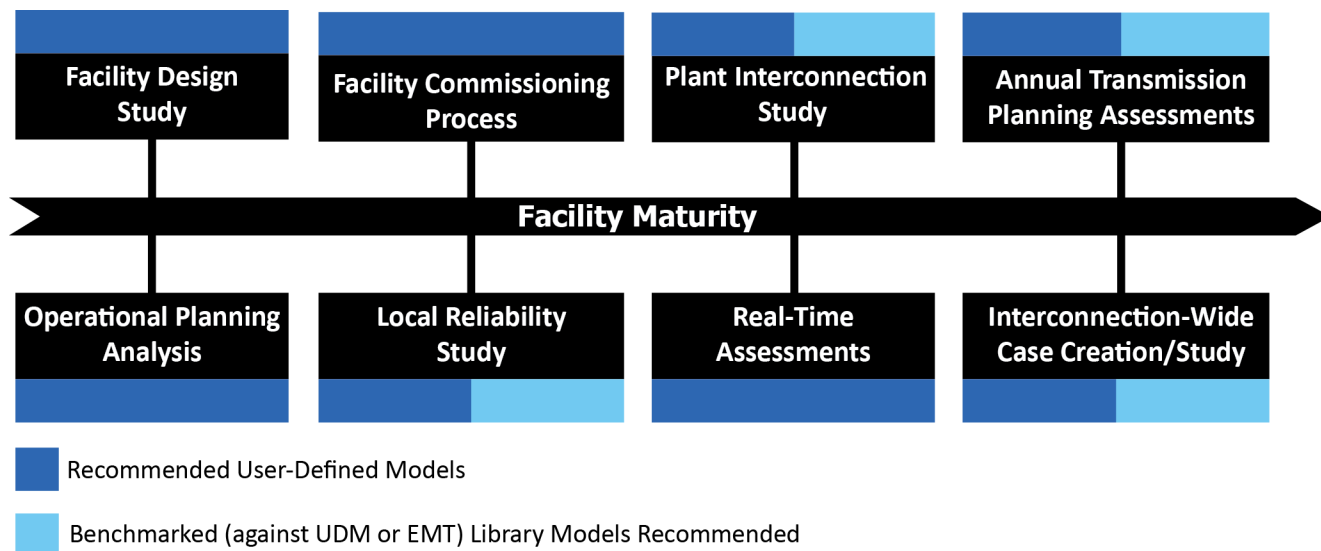 Facility Design
Study
Facility Commissioning
Process
Plant Interconnection
Study
Annual Transmission
Planning Assessments
Facility Maturity
Operational Planning
Analysis
Local Reliability
Study
Real-Time
Assessments
Interconnection-Wide
Case Creation/Study
Recommended User-Defined Models
Benchmarked (against UDM or EMT) Library Models Recommended